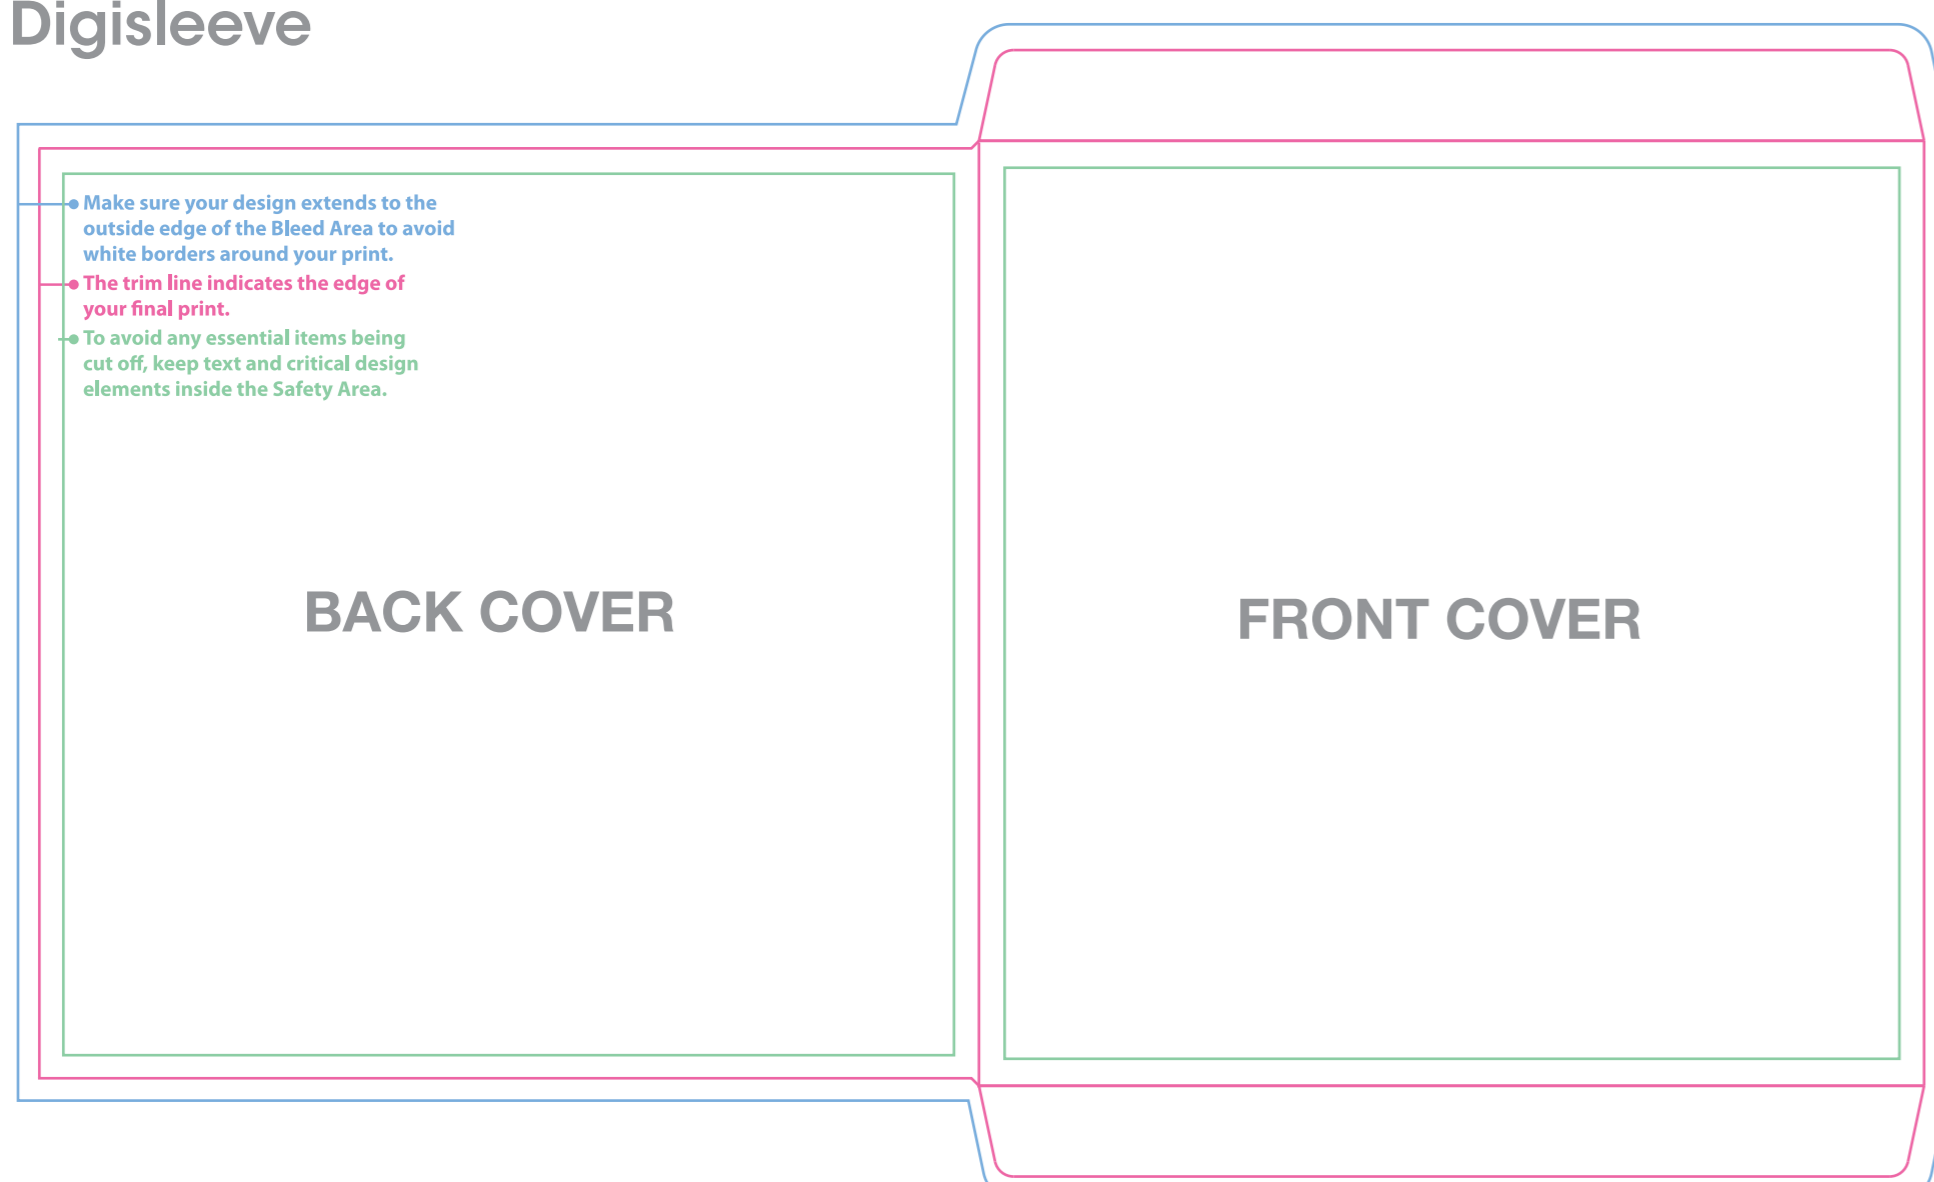 Digisleeve
Make sure your design extends to the
outside edge of the Bleed Area to avoid
white borders around your print.
The trim line indicates the edge of
your final print.
To avoid any essential items being
cut off, keep text and critical design
elements inside the Safety Area.
BACK COVER
FRONT COVER